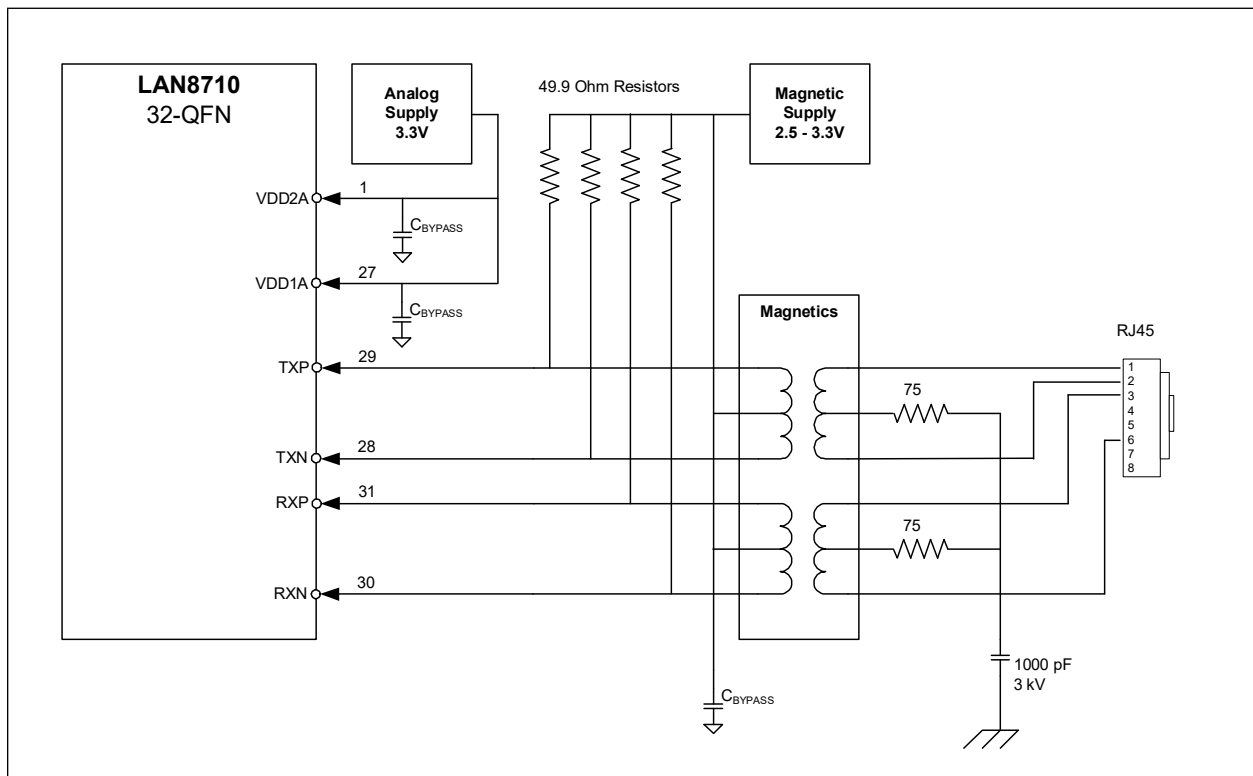 LAN8710
32-QFN
Analog
Supply
3.3V
49.9 Ohm Resistors
Magnetic
Supply
2.5 - 3.3V
VDD2A
1
CBYPASS
VDD1A
27
CBYPASS
Magnetics
RJ45
TXP
29
75
1
2
3
4
5
6
7
8
TXN
28
RXP
31
75
RXN
30
1000 pF
3 kV
CBYPASS